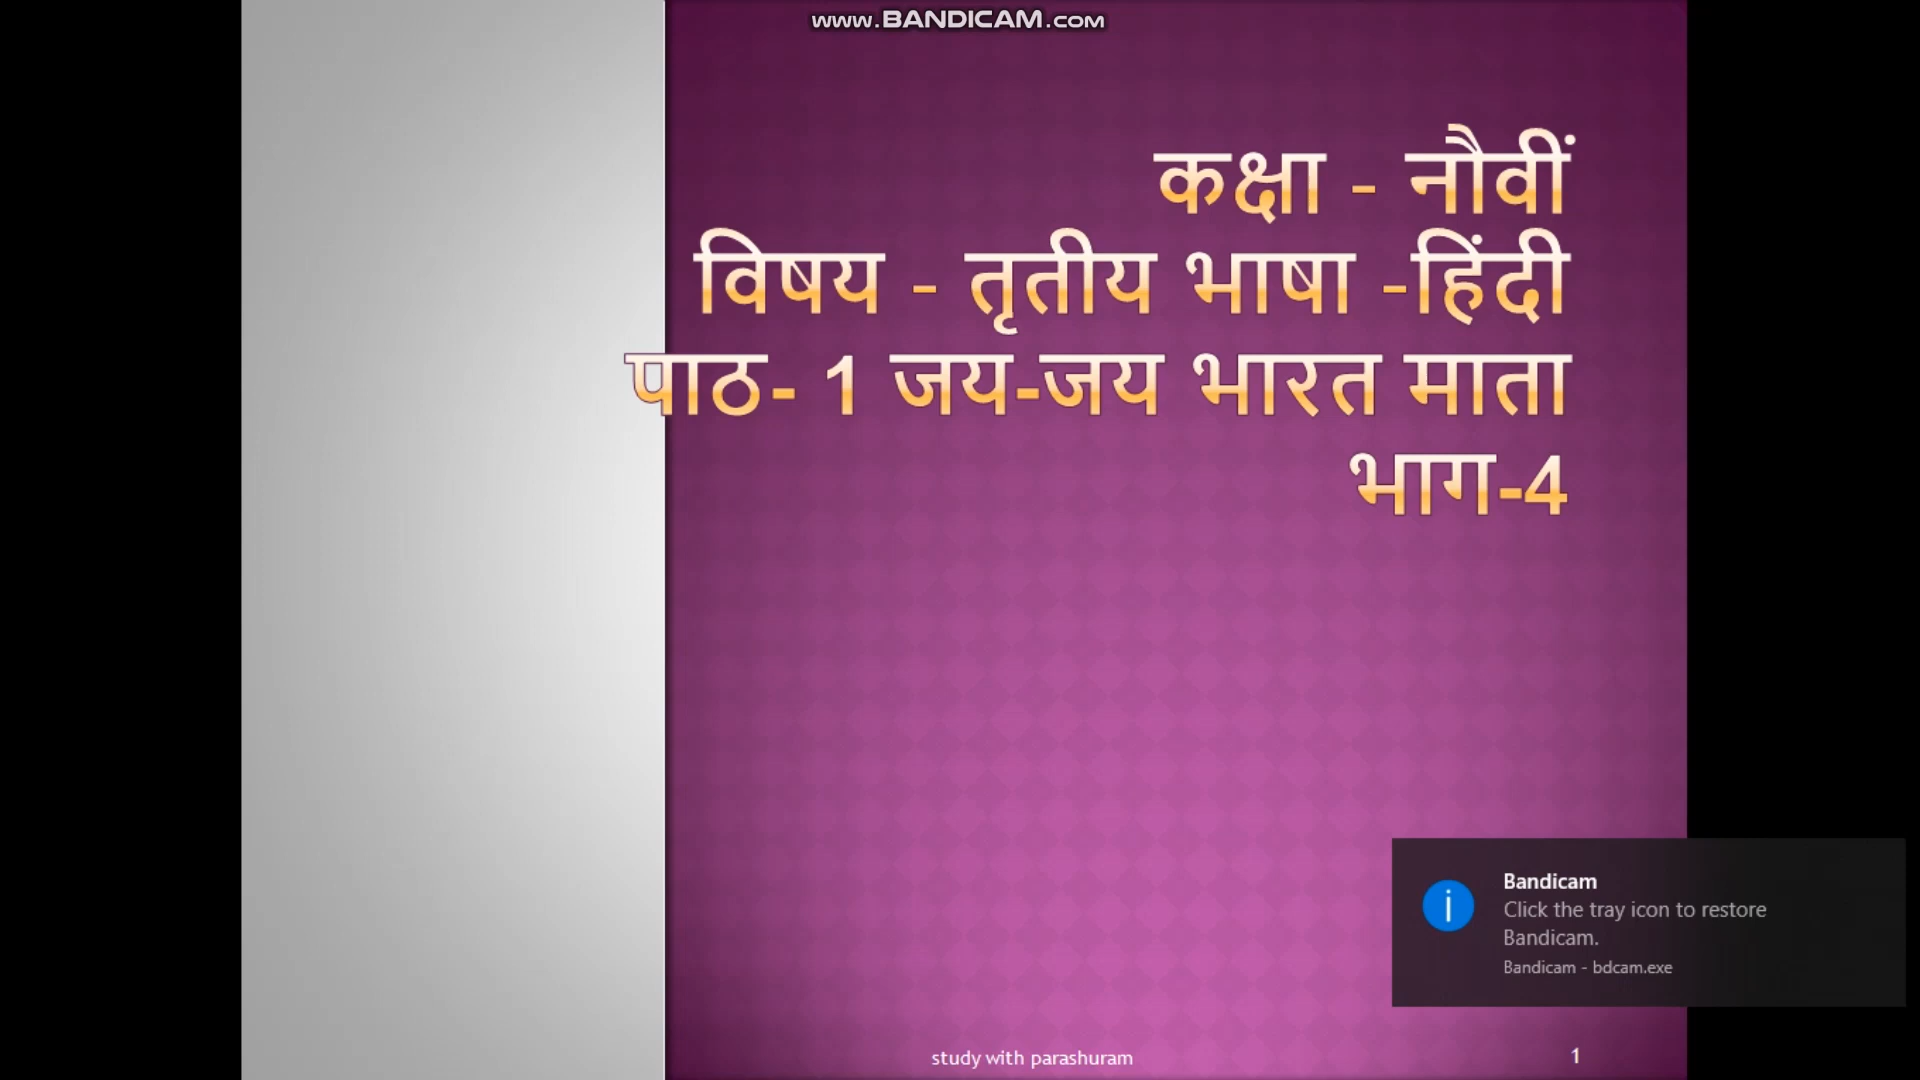 www.BANDICAM.com
कक्षा - नौवीं
विषय - तृतीय भाषा -हिंदी
पाठ- 1 जय-जय भारत माता
भाग-4
Bandicam
Click the tray icon to restore
Bandicam.
Bandicam - bdcam.exe
study with parashuram
1